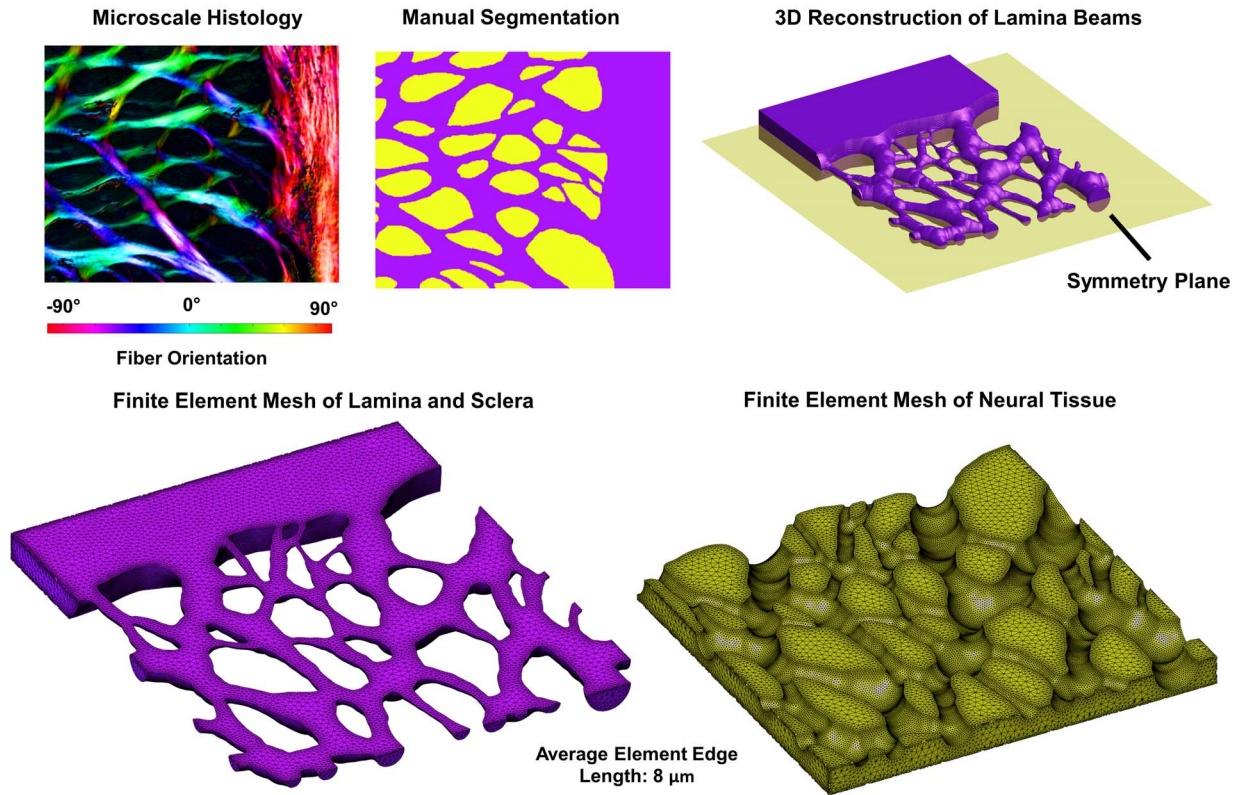 Microscale Histology
Manual Segmentation
3D Reconstruction of Lamina Beams
Symmetry Plane
-90°
0°
90°
Fiber Orientation
Finite Element Mesh of Lamina and Sclera
Finite Element Mesh of Neural Tissue
Average Element Edge
Length: 8 μm